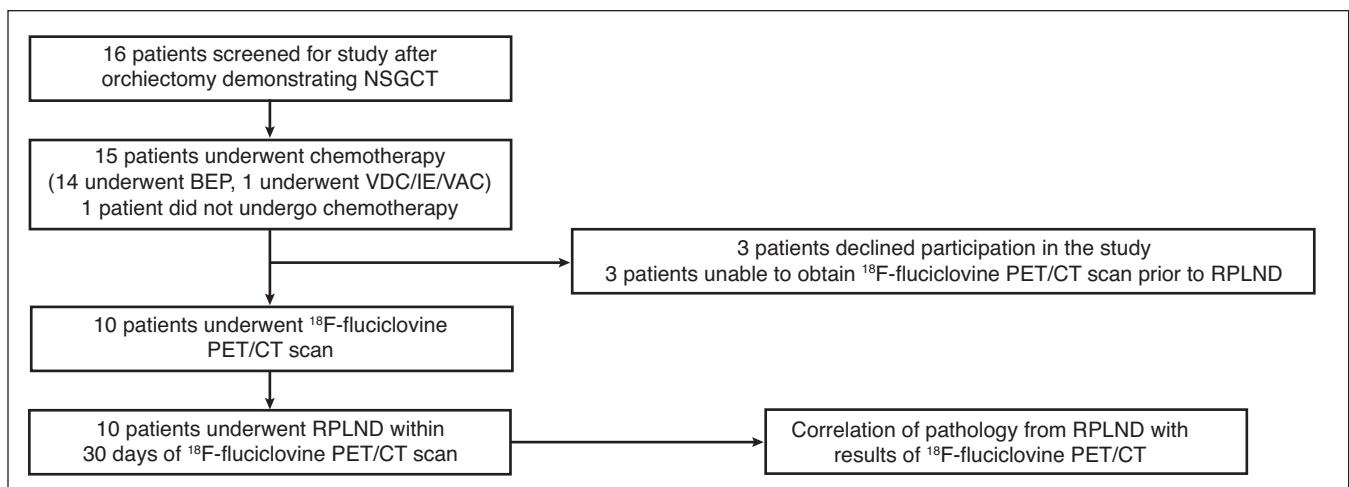 16 patients screened for study after
orchiectomy demonstrating NSGCT
15 patients underwent chemotherapy
(14 underwent BEP, 1 underwent VDC/IE/VAC)
1 patient did not undergo chemotherapy
3 patients declined participation in the study
3 patients unable to obtain ¹⁸F-fluciclovine PET/CT scan prior to RPLND
10 patients underwent ¹⁸F-fluciclovine
PET/CT scan
10 patients underwent RPLND within
30 days of ¹⁸F-fluciclovine PET/CT scan
Correlation of pathology from RPLND with
results of ¹⁸F-fluciclovine PET/CT